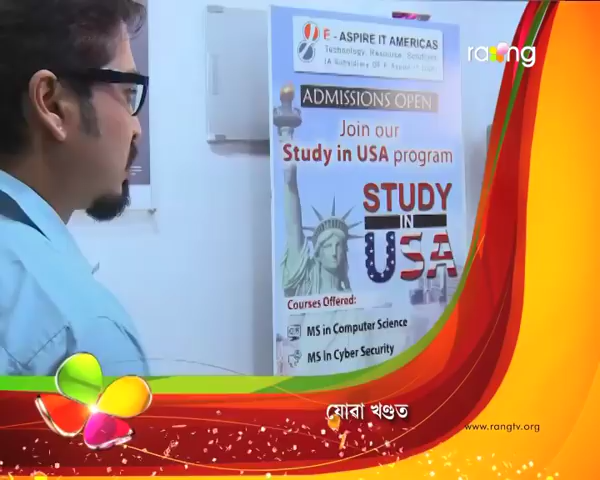 E - ASPIRE IT AMERICAS
Technology Resource Solutions
rang
ADMISSIONS OPEN
Join our
Study in USA program
STUDY
IN
USA
Courses Offered:
MS in Computer Science
MS In Cyber Security
যোৱা খণ্ডত
www.rangtv.org